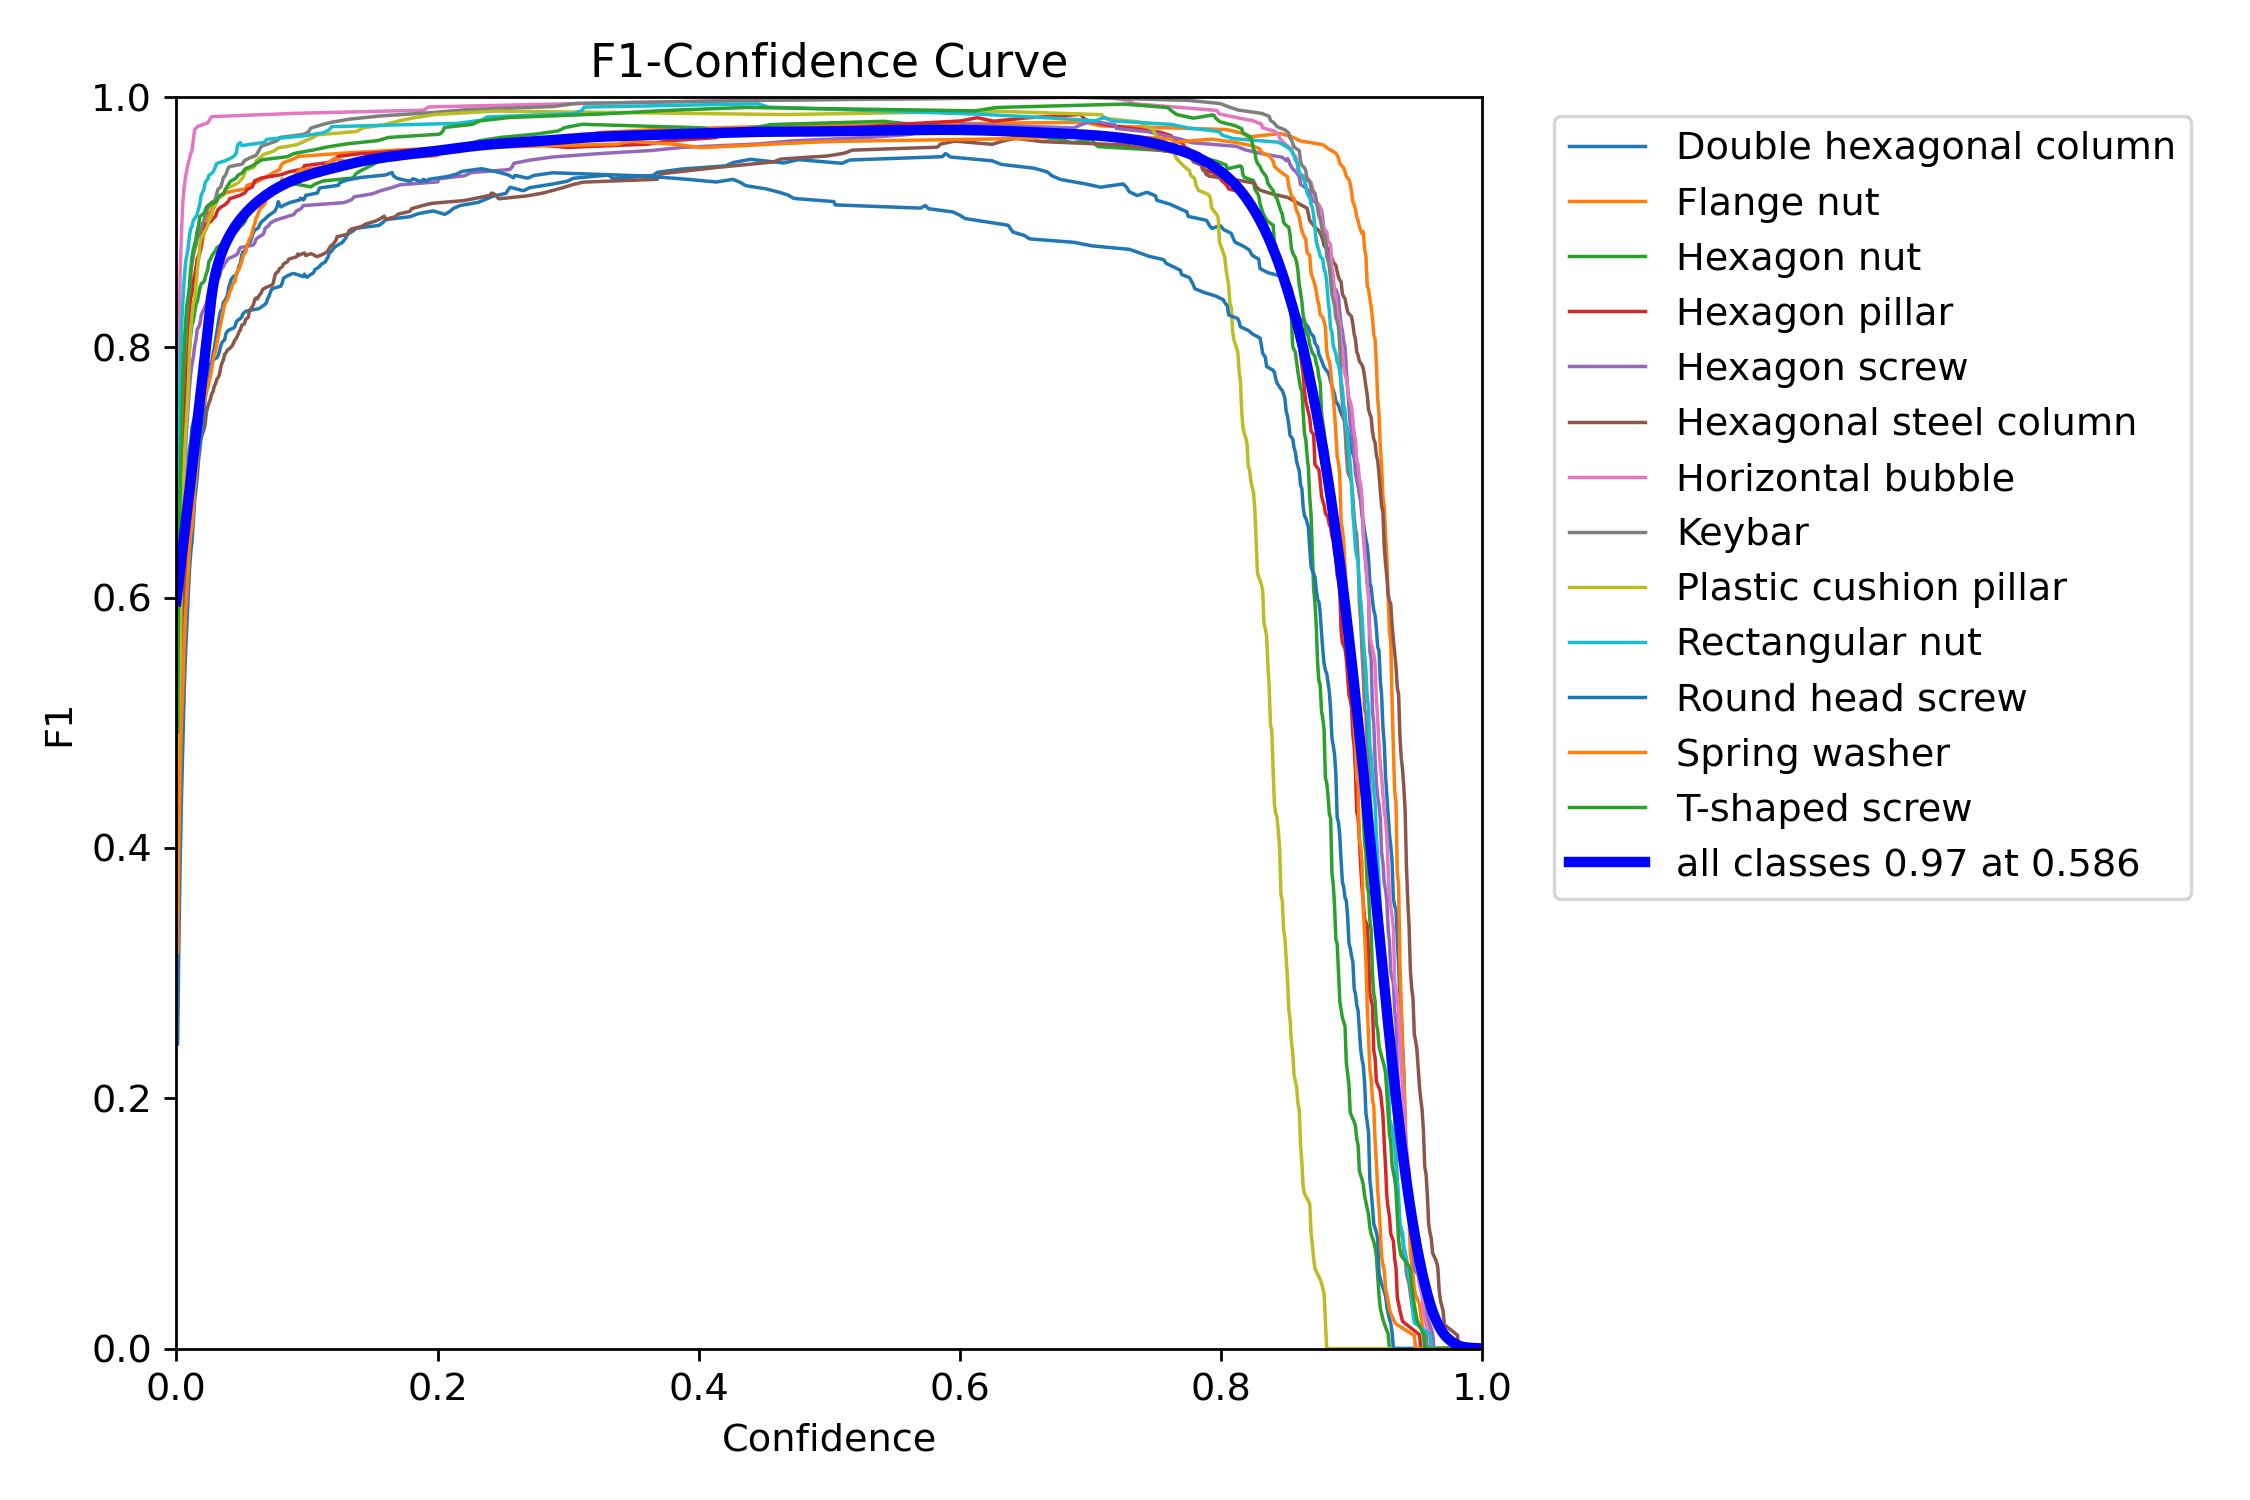 F1-Confidence Curve
1.0
0.8
0.6
0.4
0.2
0.0
F1
0.0 0.2 0.4 0.6 0.8 1.0
Confidence
Double hexagonal column
Flange nut
Hexagon nut
Hexagon pillar
Hexagon screw
Hexagonal steel column
Horizontal bubble
Keybar
Plastic cushion pillar
Rectangular nut
Round head screw
Spring washer
T-shaped screw
all classes 0.97 at 0.586